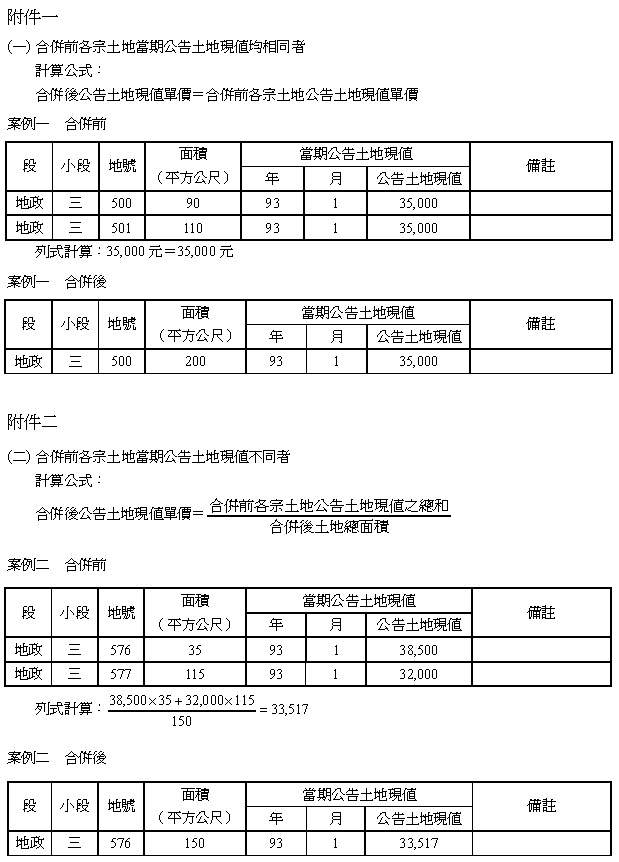 附件一
(一) 合併前各宗土地當期公告土地現值均相同者
計算公式：
合併後公告土地現值單價＝合併前各宗土地公告土地現值單價
案例一　合併前
段 小段 地號 面積（平方公尺） 當期公告土地現值 備註
年 月 公告土地現值
地政 三 500 90 93 1 35,000
地政 三 501 110 93 1 35,000
列式計算：35,000 元＝35,000 元
案例一　合併後
段 小段 地號 面積（平方公尺） 當期公告土地現值 備註
年 月 公告土地現值
地政 三 500 200 93 1 35,000
附件二
(二) 合併前各宗土地當期公告土地現值不同者
計算公式：
合併後公告土地現值單價＝合併前各宗土地公告土地現值之總和
合併後土地總面積
案例二　合併前
段 小段 地號 面積（平方公尺） 當期公告土地現值 備註
年 月 公告土地現值
地政 三 576 35 93 1 38,500
地政 三 577 115 93 1 32,000
列式計算：38,500×35＋32,000×115
150
= 33,517
案例二　合併後
段 小段 地號 面積（平方公尺） 當期公告土地現值 備註
年 月 公告土地現值
地政 三 576 150 93 1 33,517